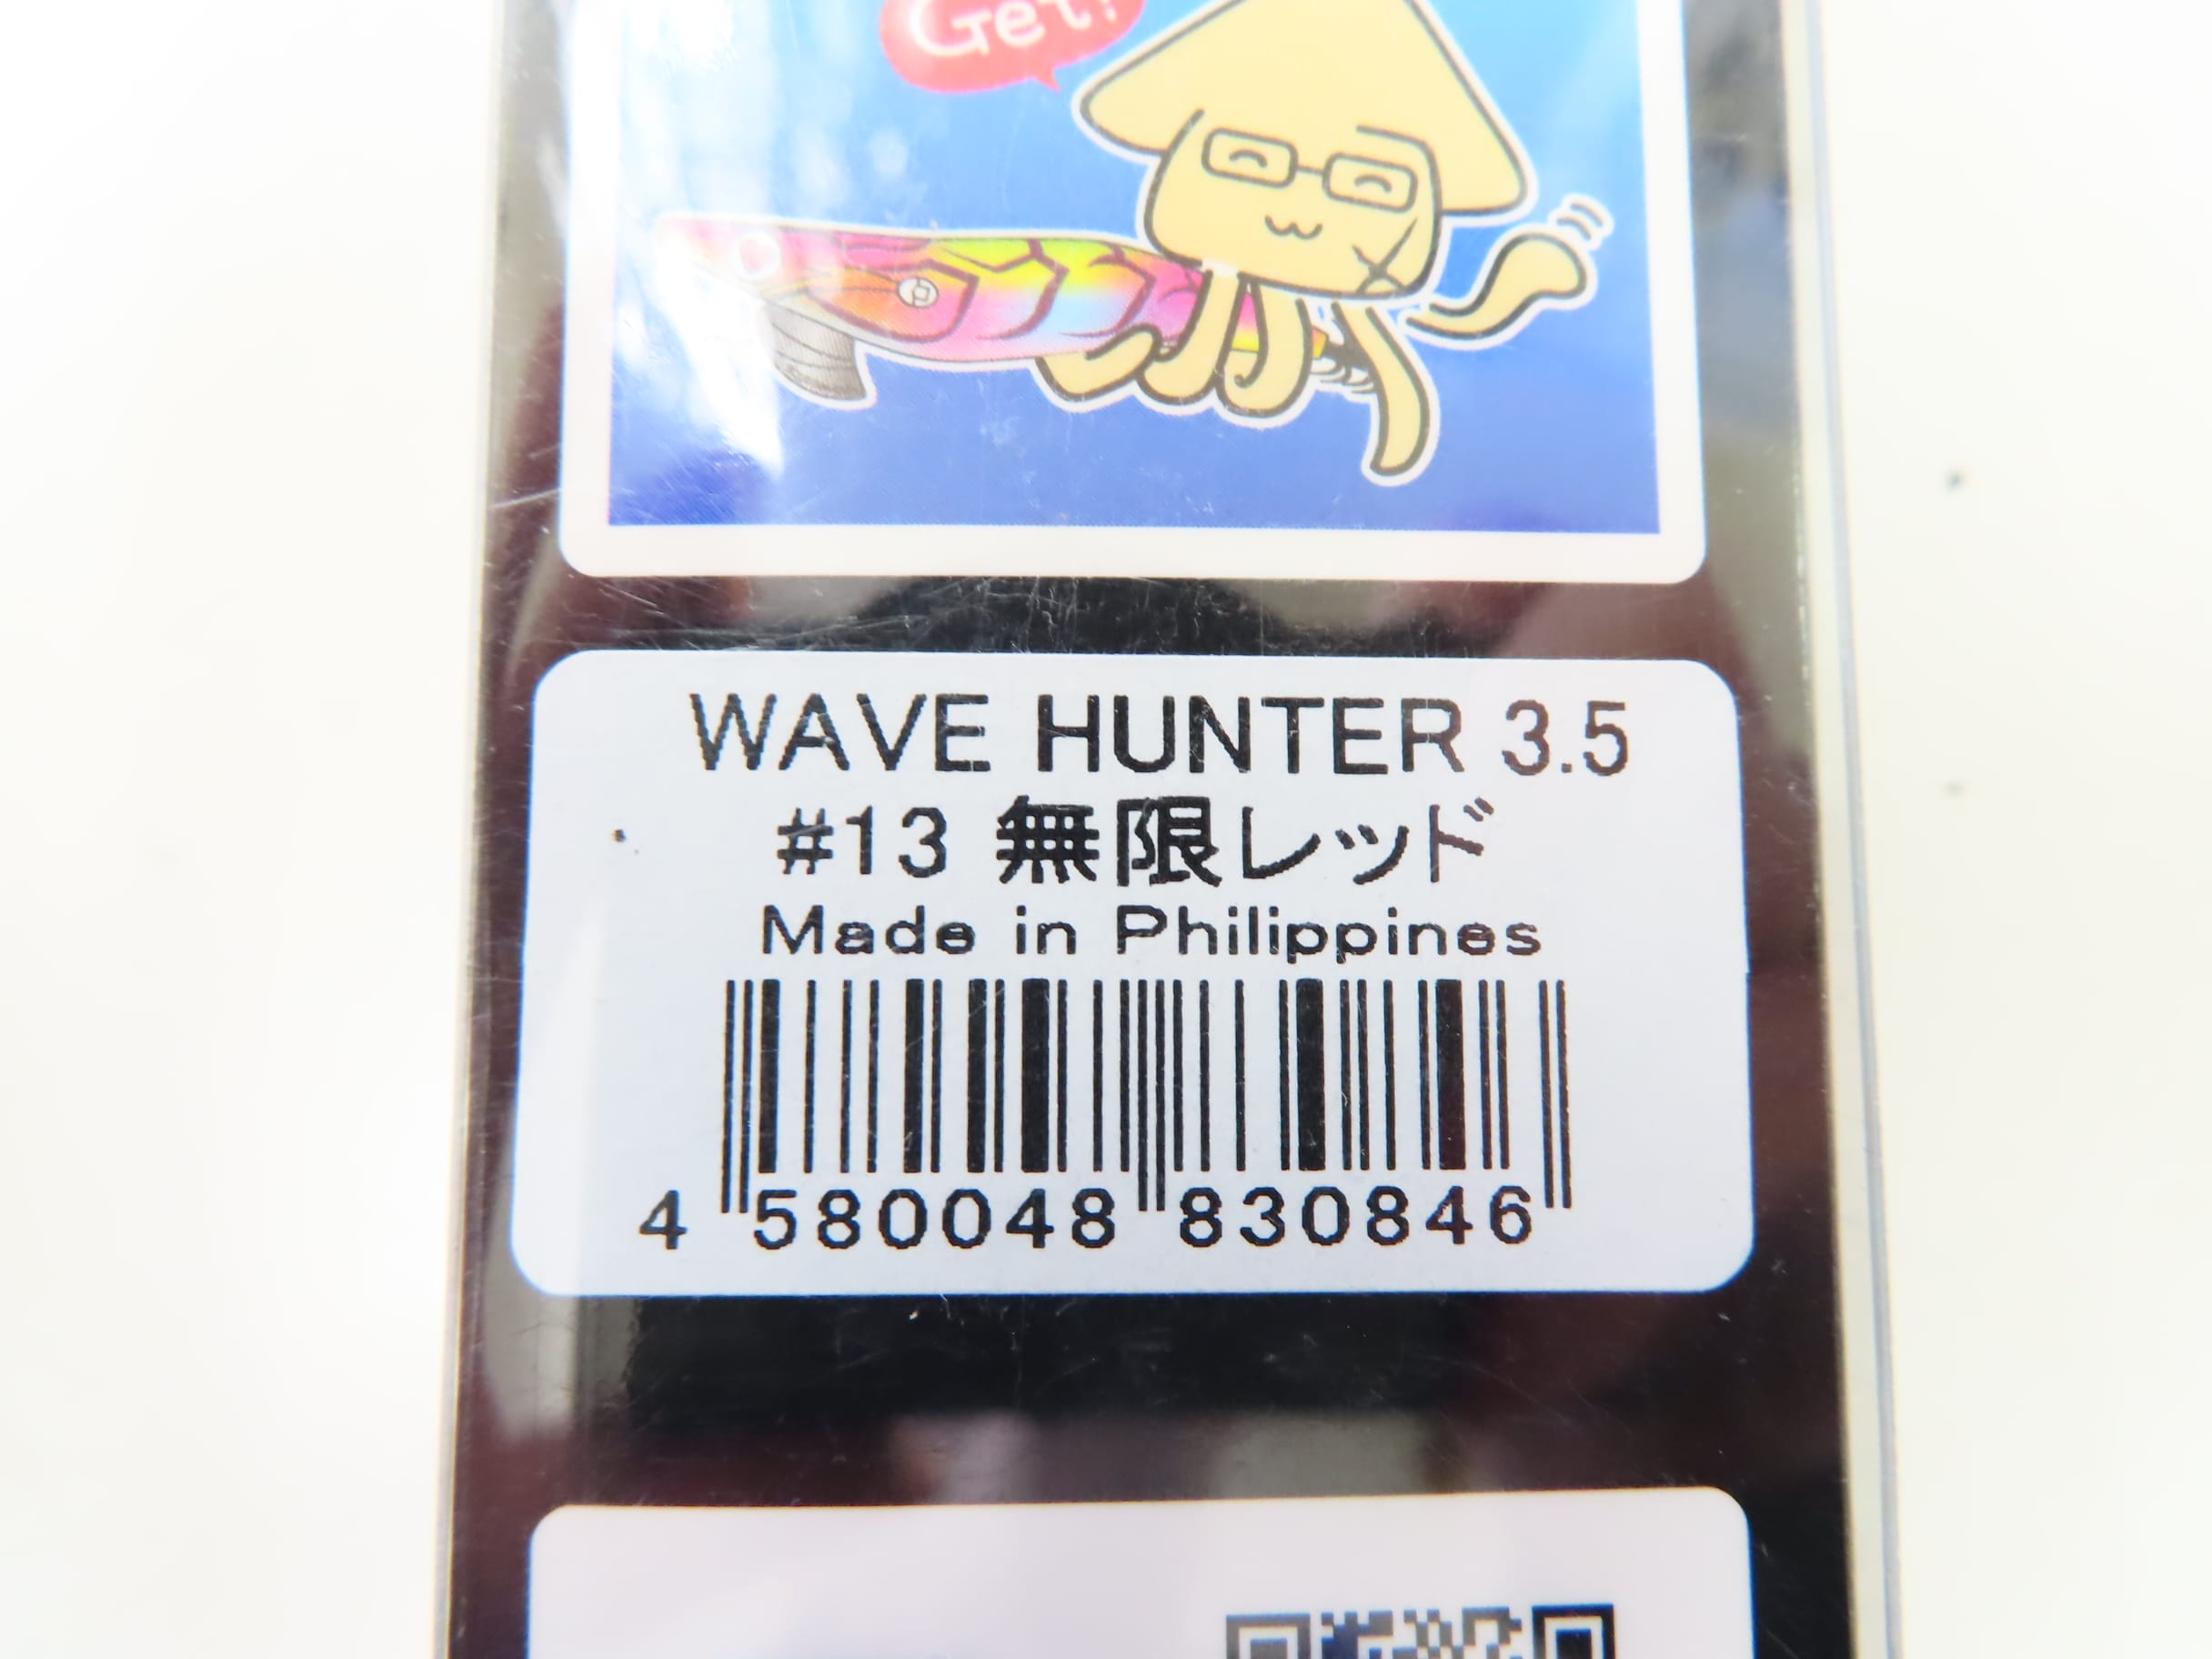 Get!
WAVE HUNTER 3.5
#13 無限レッド
Made in Philippines
4 580048 830846